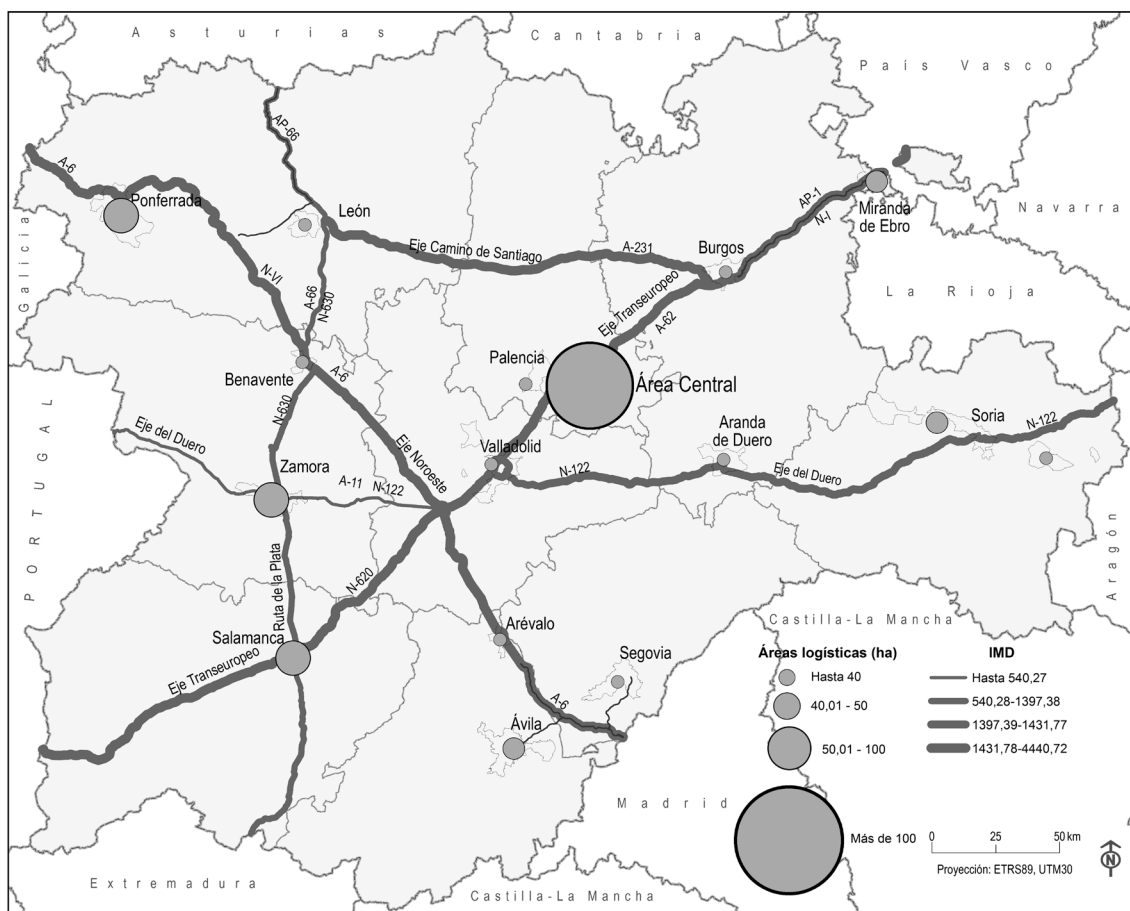 Asturias
Cantabria
País Vasco
AP-66
A-6
Ponferrada
León
Galicia
Eje Camino de Santiago
A-231
Burgos
AP-1
N-I
Miranda
de Ebro
Navarra
La Rioja
N-VI
A-66
N-630
Eje Transeuropeo
A-62
Benavente
A-6
Palencia
Área Central
N-630
Eje Noroeste
PORTUGAL
Eje del Duero
Zamora
A-11
N-122
Valladolid
N-122
Aranda
de Duero
Eje del Duero
Soria
N-122
Aragón
Ruta de la Plata
N-620
Salamanca
Eje Transeuropeo
Arévalo
Segovia
A-6
Ávila
Castilla-La Mancha
Madrid
Extremadura
Castilla-La Mancha
Áreas logísticas (ha)
Hasta 40
40,01 - 50
50,01 - 100
Más de 100
IMD
Hasta 540,27
540,28-1397,38
1397,39-1431,77
1431,78-4440,72
0 25 50 km
Proyección: ETRS89, UTM30
N